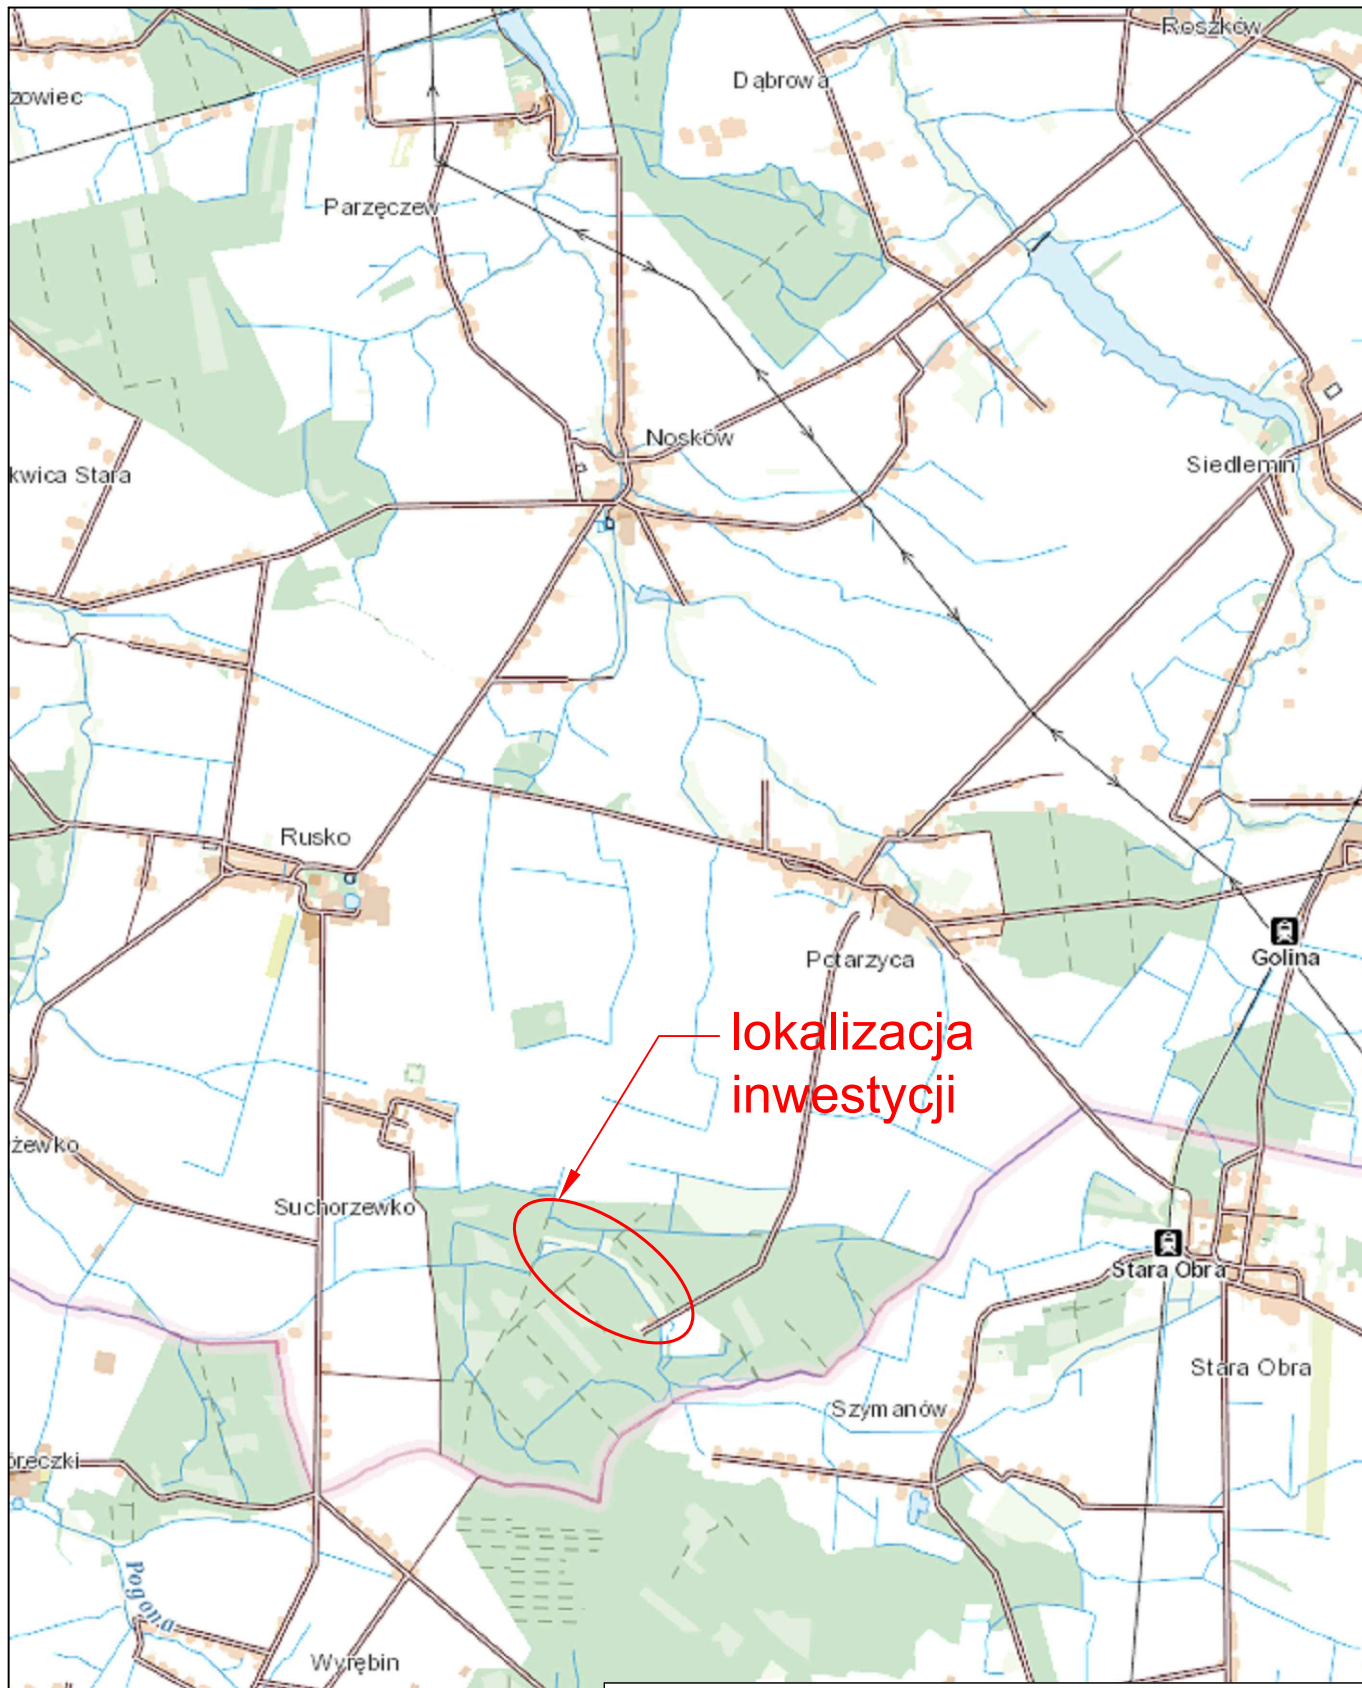 Roszków
Dąbrowa
zowiec
Parzęczew
Nosków
Siedlemin
kwica Stara
Rusko
Potarzyca
Golina
lokalizacja
inwestycji
żewko
Suchorzewko
Stara Obra
Stara Obra
Szymanów
óreczki
Pogona
Wyrębin